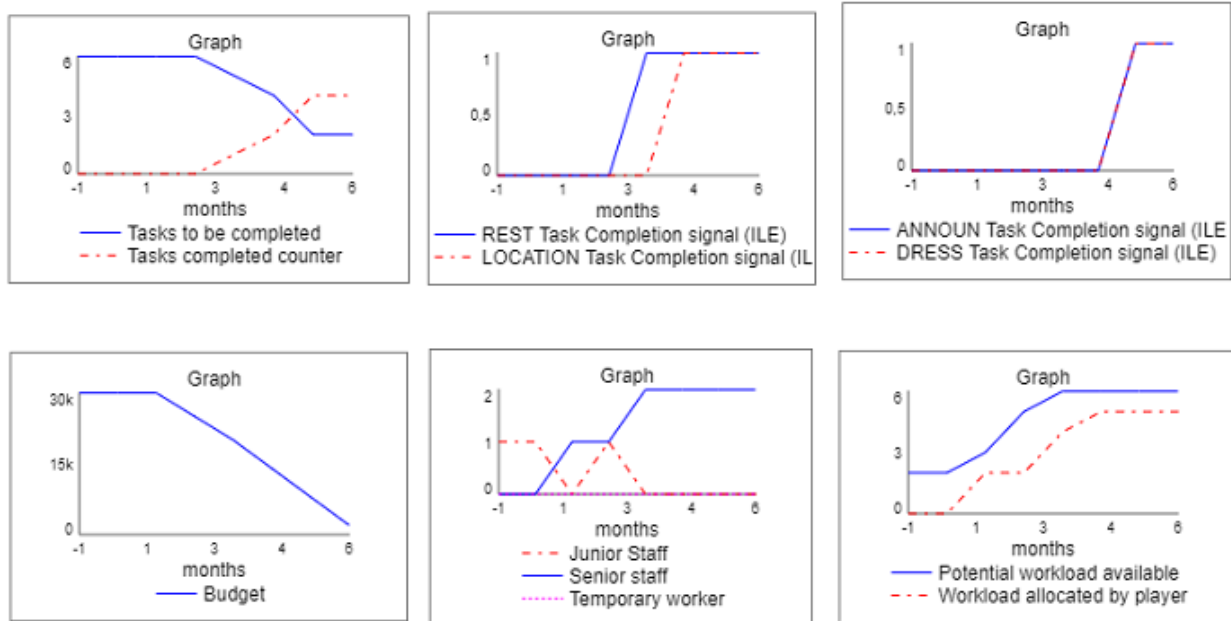 Graph
6
3
0
-1 1 3 4 6
months
Tasks to be completed
Tasks completed counter
Graph
1
0,5
0
-1 1 3 4 6
months
REST Task Completion signal (ILE)
LOCATION Task Completion signal (IL
Graph
1
0,5
0
-1 1 3 4 6
months
ANNOUN Task Completion signal (ILE
DRESS Task Completion signal (ILE)
Graph
30k
15k
0
-1 1 3 4 6
months
Budget
Graph
2
1
0
-1 1 3 4 6
months
Junior Staff
Senior staff
Temporary worker
Graph
6
3
0
-1 1 3 4 6
months
Potential workload available
Workload allocated by player